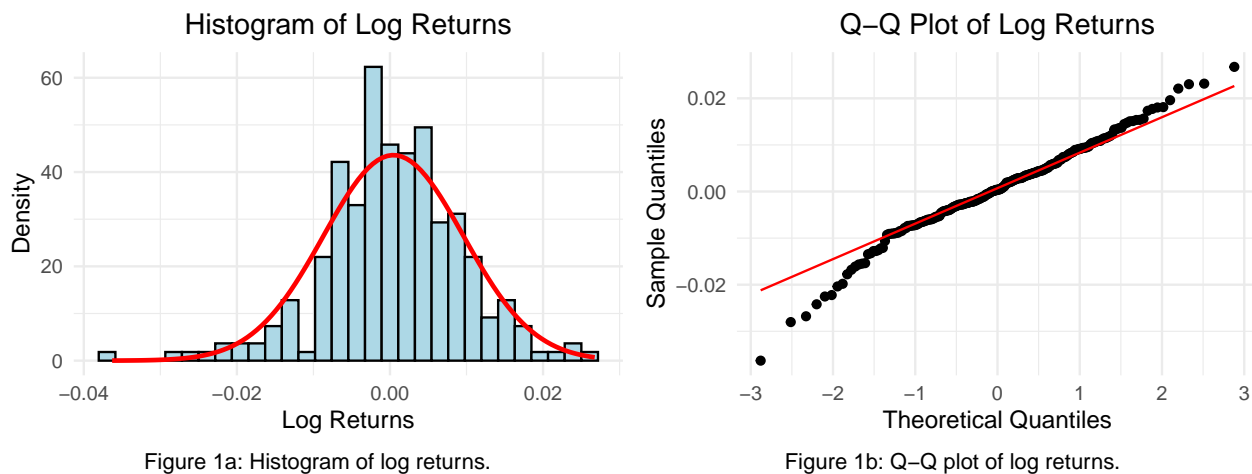 Histogram of Log Returns
Density
60
40
20
0
−0.04
−0.02
0.00
0.02
Log Returns
Figure 1a: Histogram of log returns.
Q−Q Plot of Log Returns
Sample Quantiles
0.02
0.00
−0.02
−3
−2
−1
0
1
2
3
Theoretical Quantiles
Figure 1b: Q−Q plot of log returns.